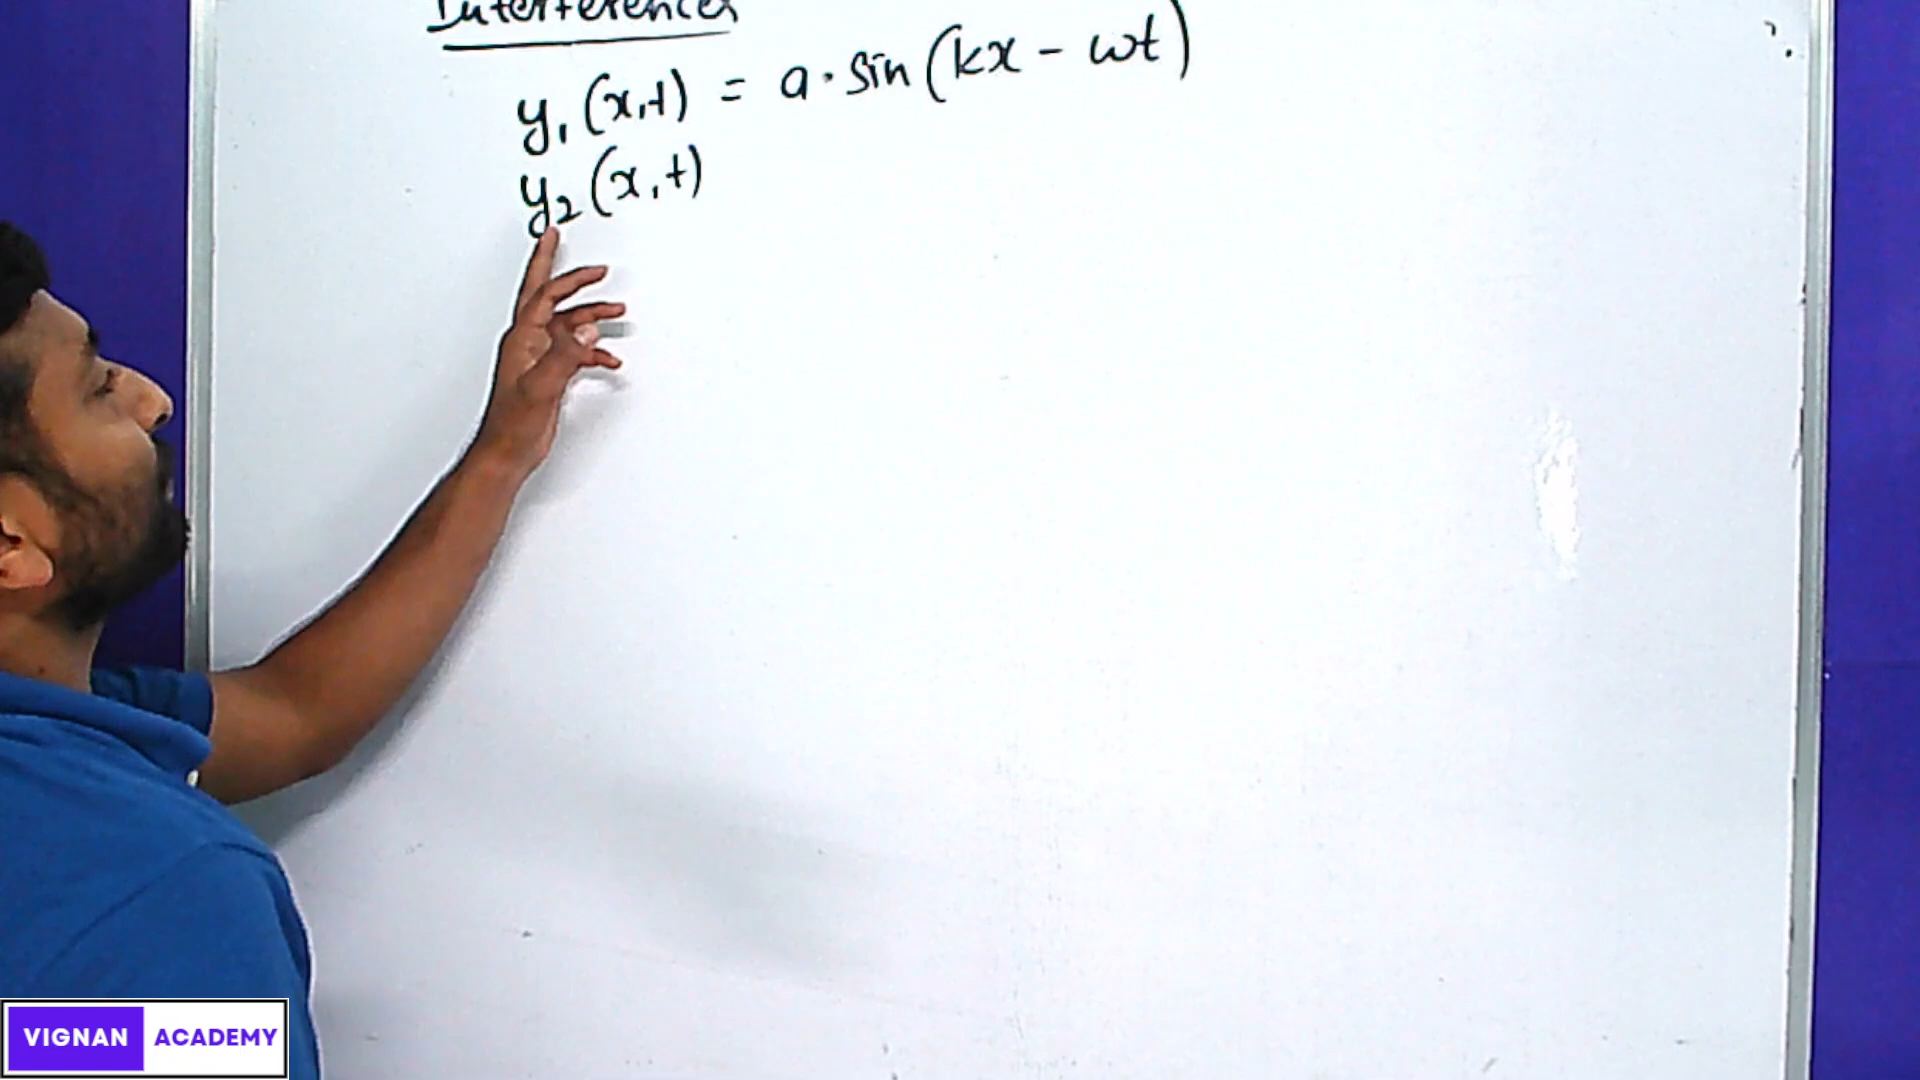 Interferences
y₁(x,t) = a·sin(kx - ωt)
y₂(x,t)
VIGNAN ACADEMY